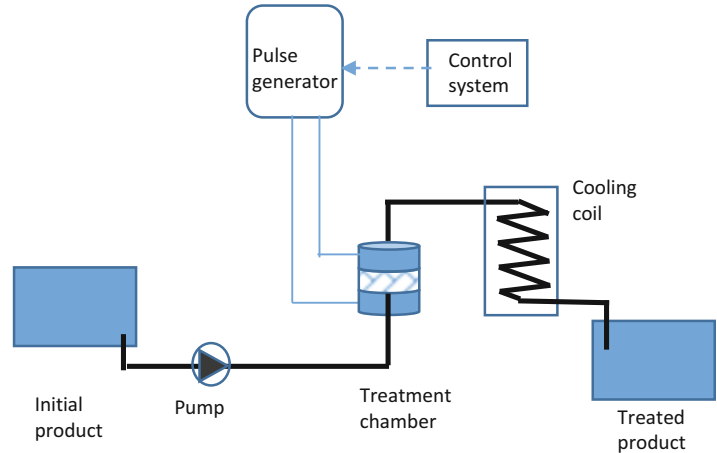 Pulse
generator
Control
system
Cooling
coil
Initial
product
Pump
Treatment
chamber
Treated
product